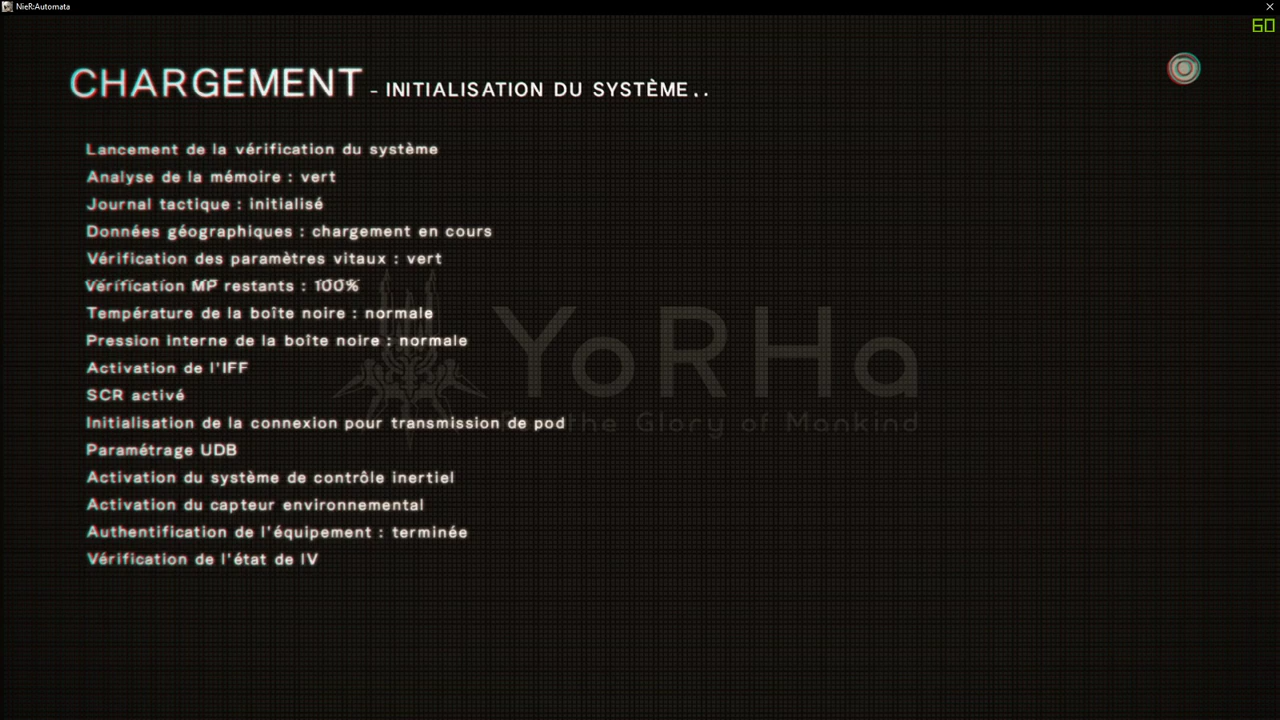 NieR:Automata
60
CHARGEMENT - INITIALISATION DU SYSTÈME..
Lancement de la vérification du système
Analyse de la mémoire : vert
Journal tactique : initialisé
Données géographiques : chargement en cours
Vérification des paramètres vitaux : vert
Vérification MP restants : 100%
Température de la boîte noire : normale
Pression interne de la boîte noire : normale
Activation de l'IFF
SCR activé
Initialisation de la connexion pour transmission de pod
Paramétrage UDB
Activation du système de contrôle inertiel
Activation du capteur environnemental
Authentification de l'équipement : terminée
Vérification de l'état de IV
YoRHa
For the Glory of Mankind